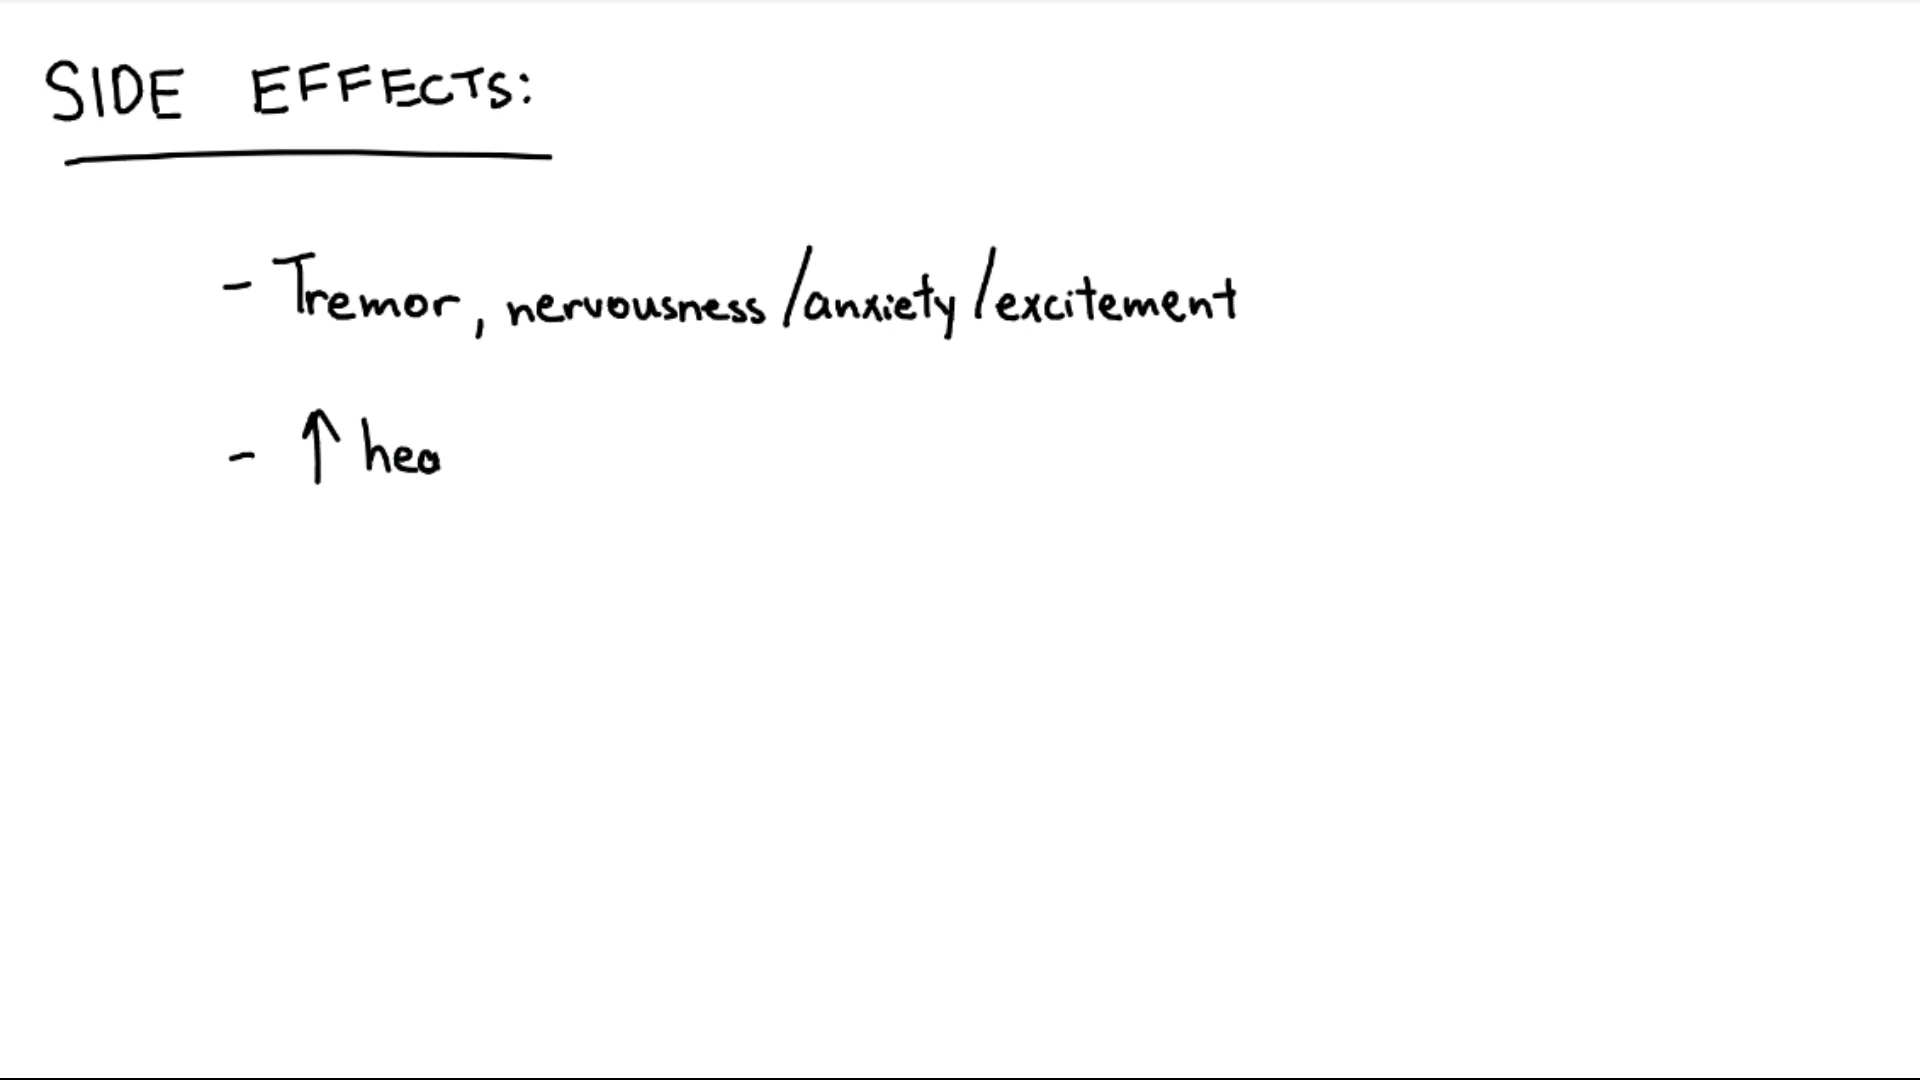 SIDE EFFECTS:
- Tremor, nervousness/anxiety/excitement
- ↑ hea